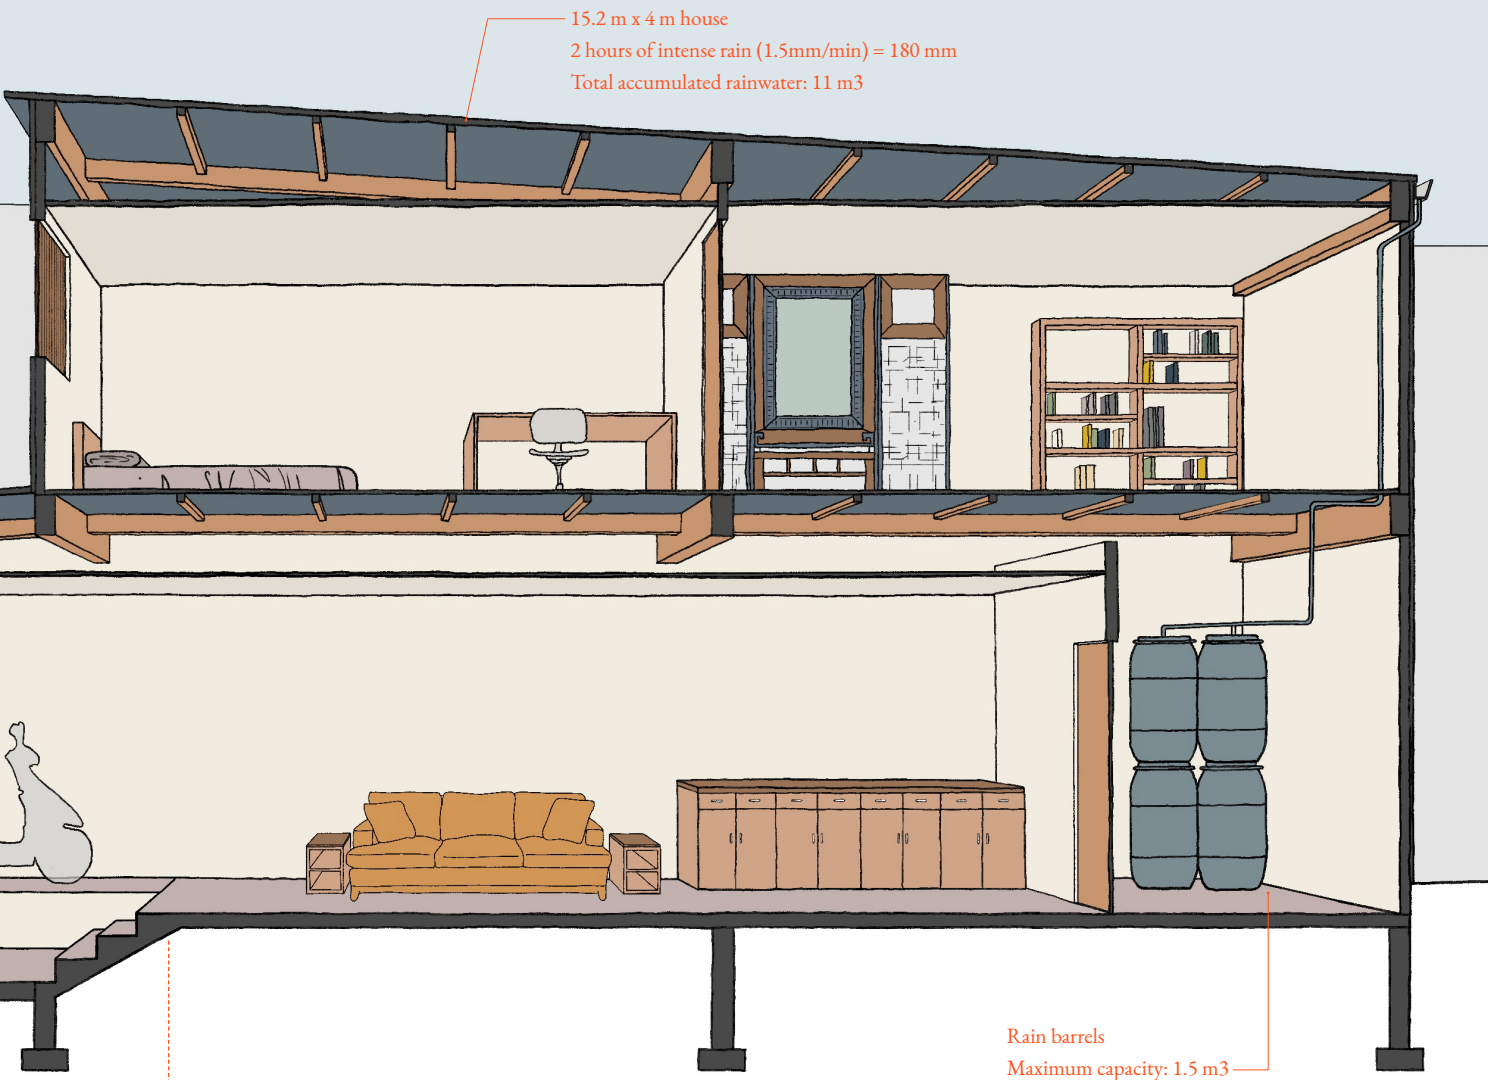 15.2 m x 4 m house
2 hours of intense rain (1.5mm/min) = 180 mm
Total accumulated rainwater: 11 m3
Rain barrels
Maximum capacity: 1.5 m3